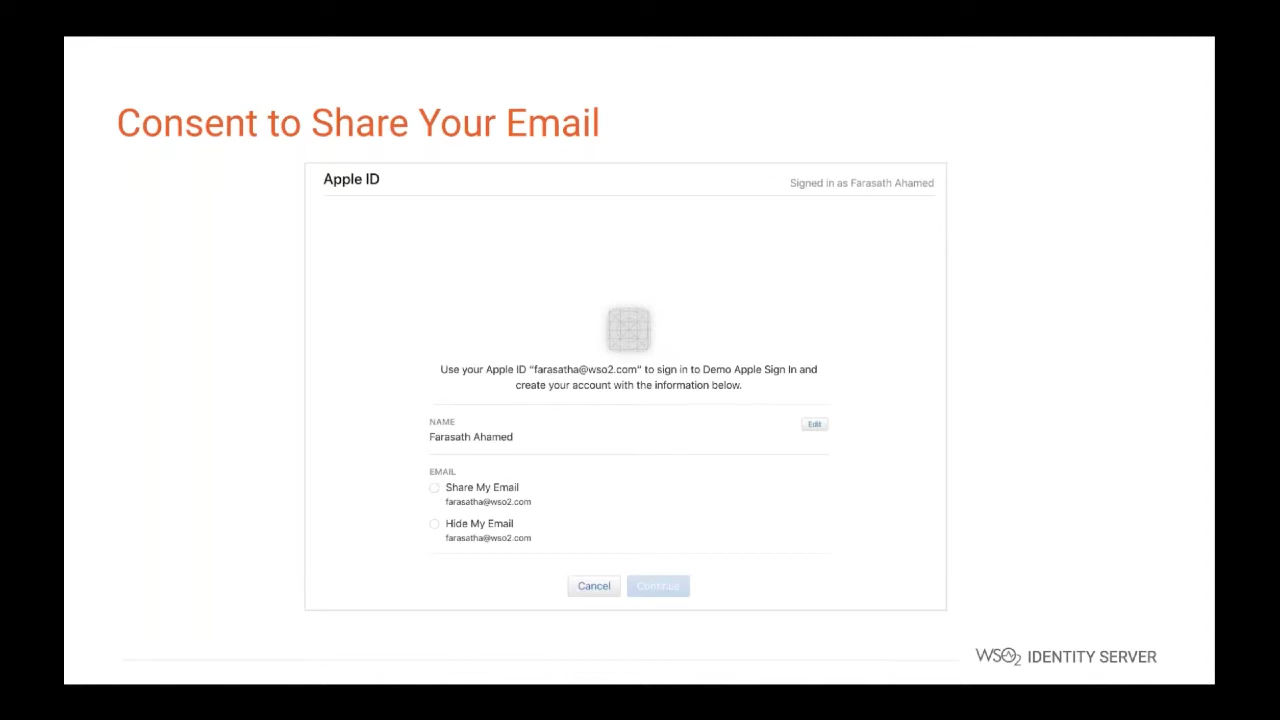 Consent to Share Your Email
Apple ID
Signed in as Farasath Ahamed
Use your Apple ID "farasatha@wso2.com" to sign in to Demo Apple Sign In and
create your account with the information below.
NAME
Edit
Farasath Ahamed
EMAIL
Share My Email
farasatha@wso2.com
Hide My Email
farasatha@wso2.com
Cancel Continue
WSO2 IDENTITY SERVER